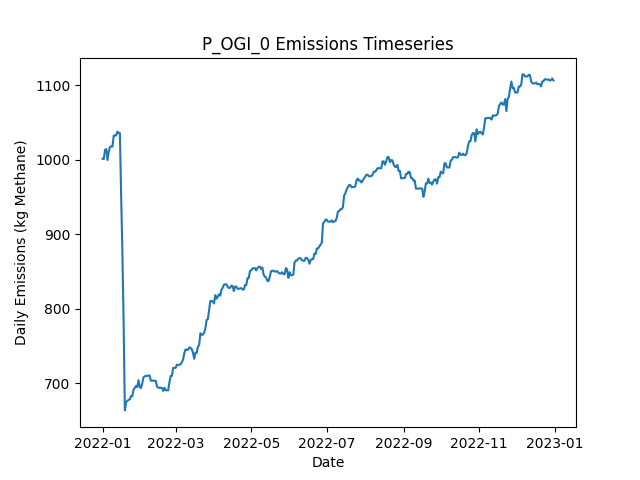 P_OGI_0 Emissions Timeseries
1100
1000
900
800
700
Daily Emissions (kg Methane)
2022-01 2022-03 2022-05 2022-07 2022-09 2022-11 2023-01
Date